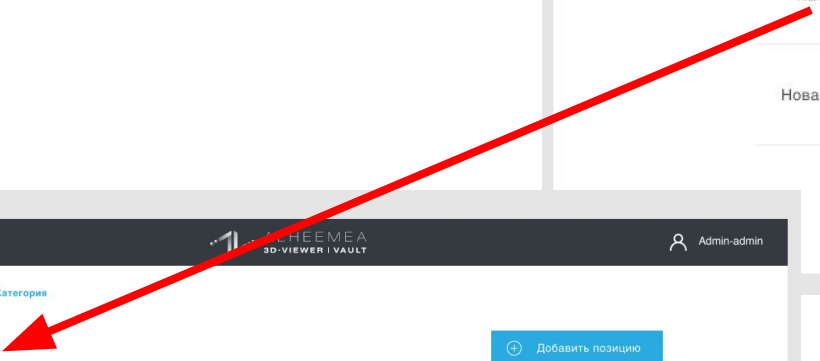 Нова
3D-VIEWER | VAULT
Admin-admin
Категория
Добавить позицию